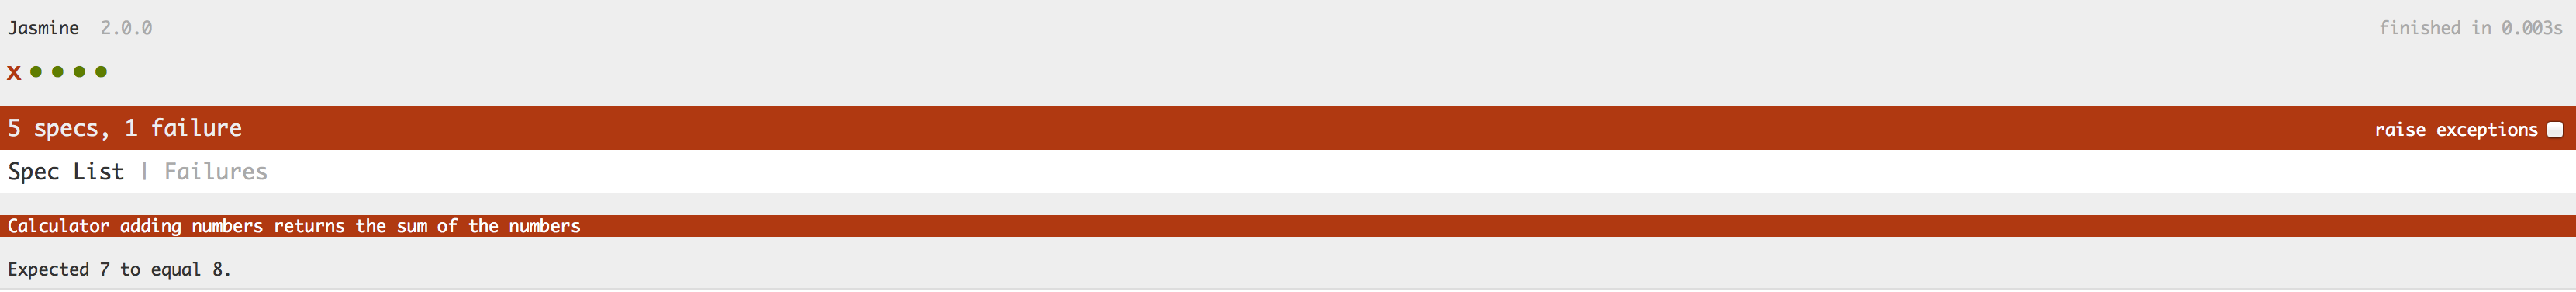 Jasmine 2.0.0 finished in 0.003s
x • • • •
5 specs, 1 failure raise exceptions
Spec List | Failures
Calculator adding numbers returns the sum of the numbers
Expected 7 to equal 8.